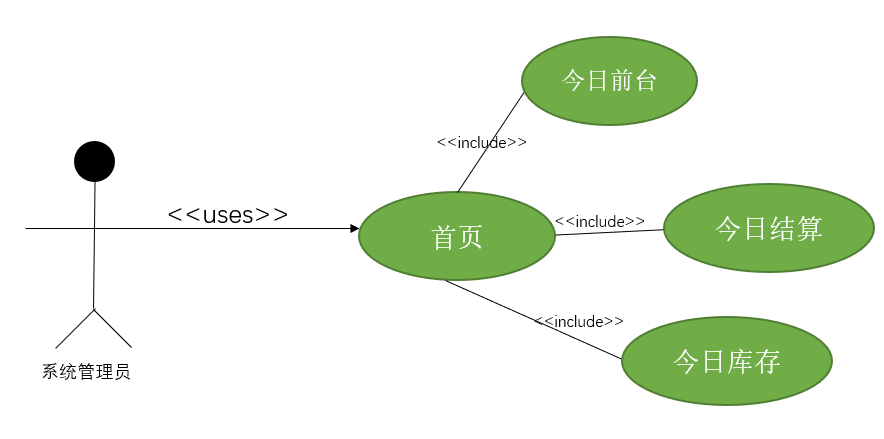 今日前台
<<include>>
<<uses>>
首页
<<include>>
今日结算
<<include>>
今日库存
系统管理员